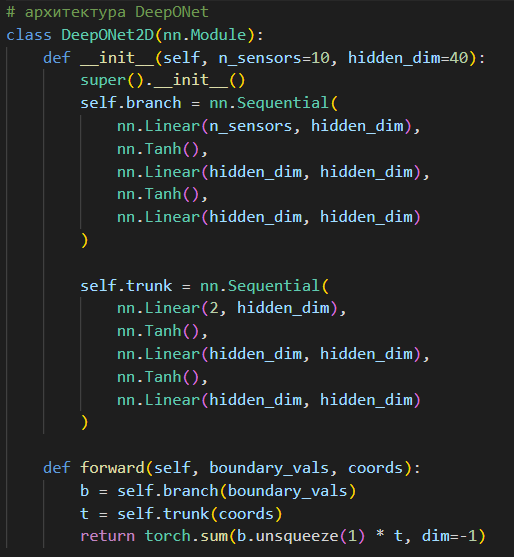 # архитектура DeepONet
class DeepONet2D(nn.Module):
    def __init__(self, n_sensors=10, hidden_dim=40):
        super().__init__()
        self.branch = nn.Sequential(
            nn.Linear(n_sensors, hidden_dim),
            nn.Tanh(),
            nn.Linear(hidden_dim, hidden_dim),
            nn.Tanh(),
            nn.Linear(hidden_dim, hidden_dim)
        )

        self.trunk = nn.Sequential(
            nn.Linear(2, hidden_dim),
            nn.Tanh(),
            nn.Linear(hidden_dim, hidden_dim),
            nn.Tanh(),
            nn.Linear(hidden_dim, hidden_dim)
        )

    def forward(self, boundary_vals, coords):
        b = self.branch(boundary_vals)
        t = self.trunk(coords)
        return torch.sum(b.unsqueeze(1) * t, dim=-1)